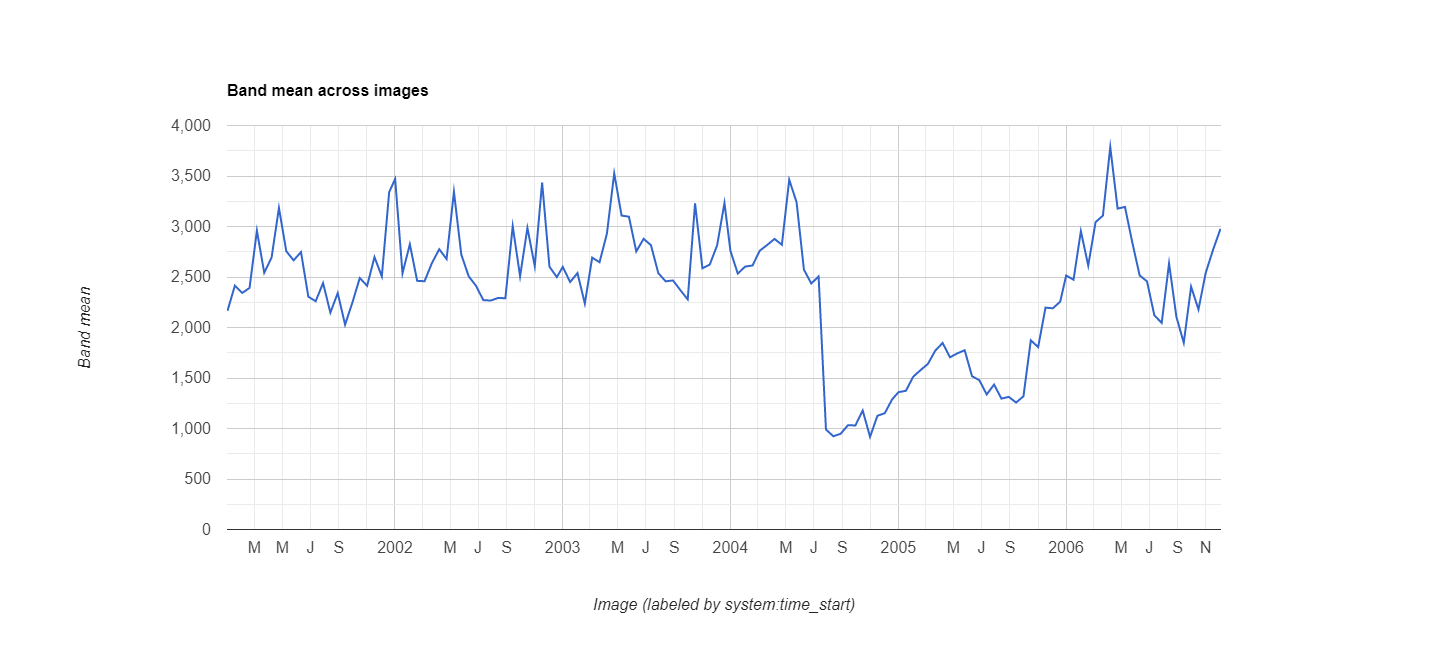 Band mean across images
4,000
3,500
3,000
2,500
2,000
1,500
1,000
500
0
Band mean
M M J S 2002 M J S 2003 M J S 2004 M J S 2005 M J S 2006 M J S N
Image (labeled by system:time_start)